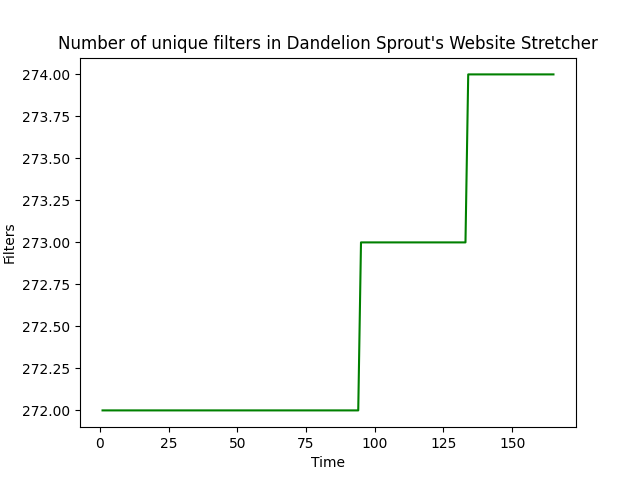 Number of unique filters in Dandelion Sprout's Website Stretcher
274.00
273.75
273.50
273.25
273.00
272.75
272.50
272.25
272.00
Filters
0 25 50 75 100 125 150
Time